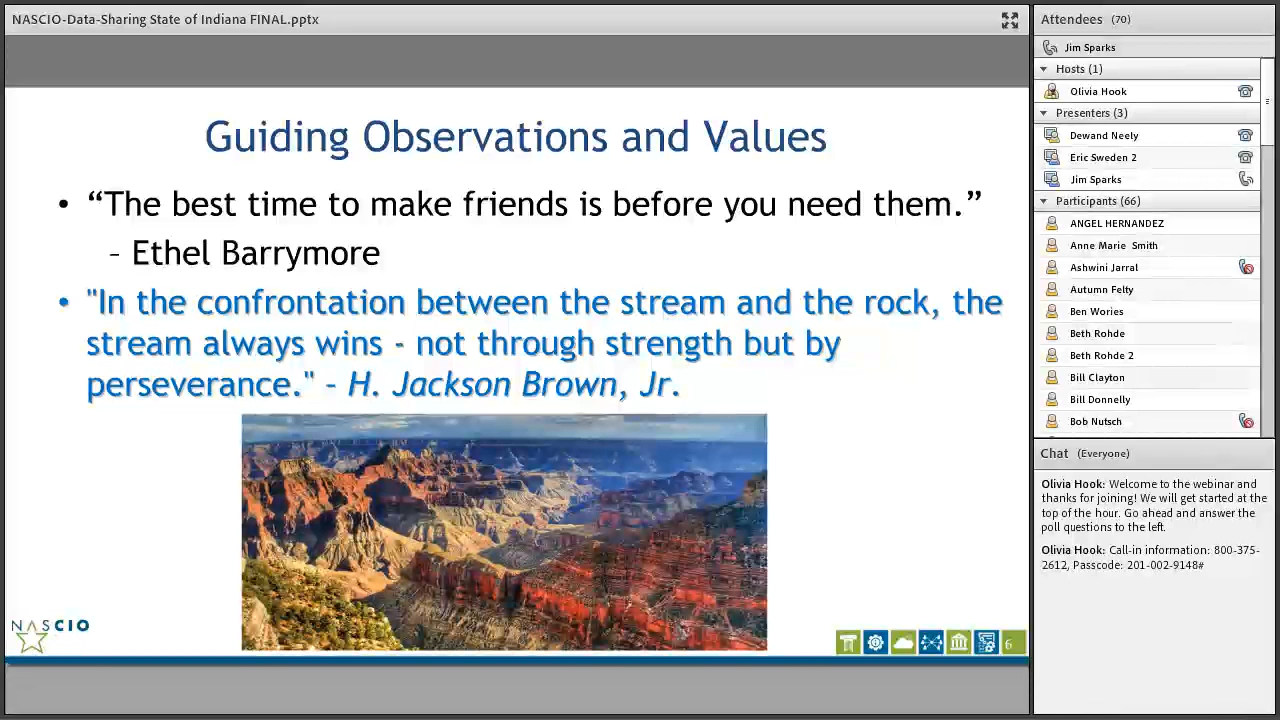 NASCIO-Data-Sharing State of Indiana FINAL.pptx
Guiding Observations and Values
• “The best time to make friends is before you need them.”
– Ethel Barrymore
• "In the confrontation between the stream and the rock, the
stream always wins - not through strength but by
perseverance." – H. Jackson Brown, Jr.
NASCIO
6
Attendees (70)
Jim Sparks
Hosts (1)
Olivia Hook
Presenters (3)
Dewand Neely
Eric Sweden 2
Jim Sparks
Participants (66)
ANGEL HERNANDEZ
Anne Marie Smith
Ashwini Jarral
Autumn Felty
Ben Wories
Beth Rohde
Beth Rohde 2
Bill Clayton
Bill Donnelly
Bob Nutsch
Chat (Everyone)
Olivia Hook: Welcome to the webinar and
thanks for joining! We will get started at the
top of the hour. Go ahead and answer the
poll questions to the left.
Olivia Hook: Call-in information: 800-375-
2612, Passcode: 201-002-9148#